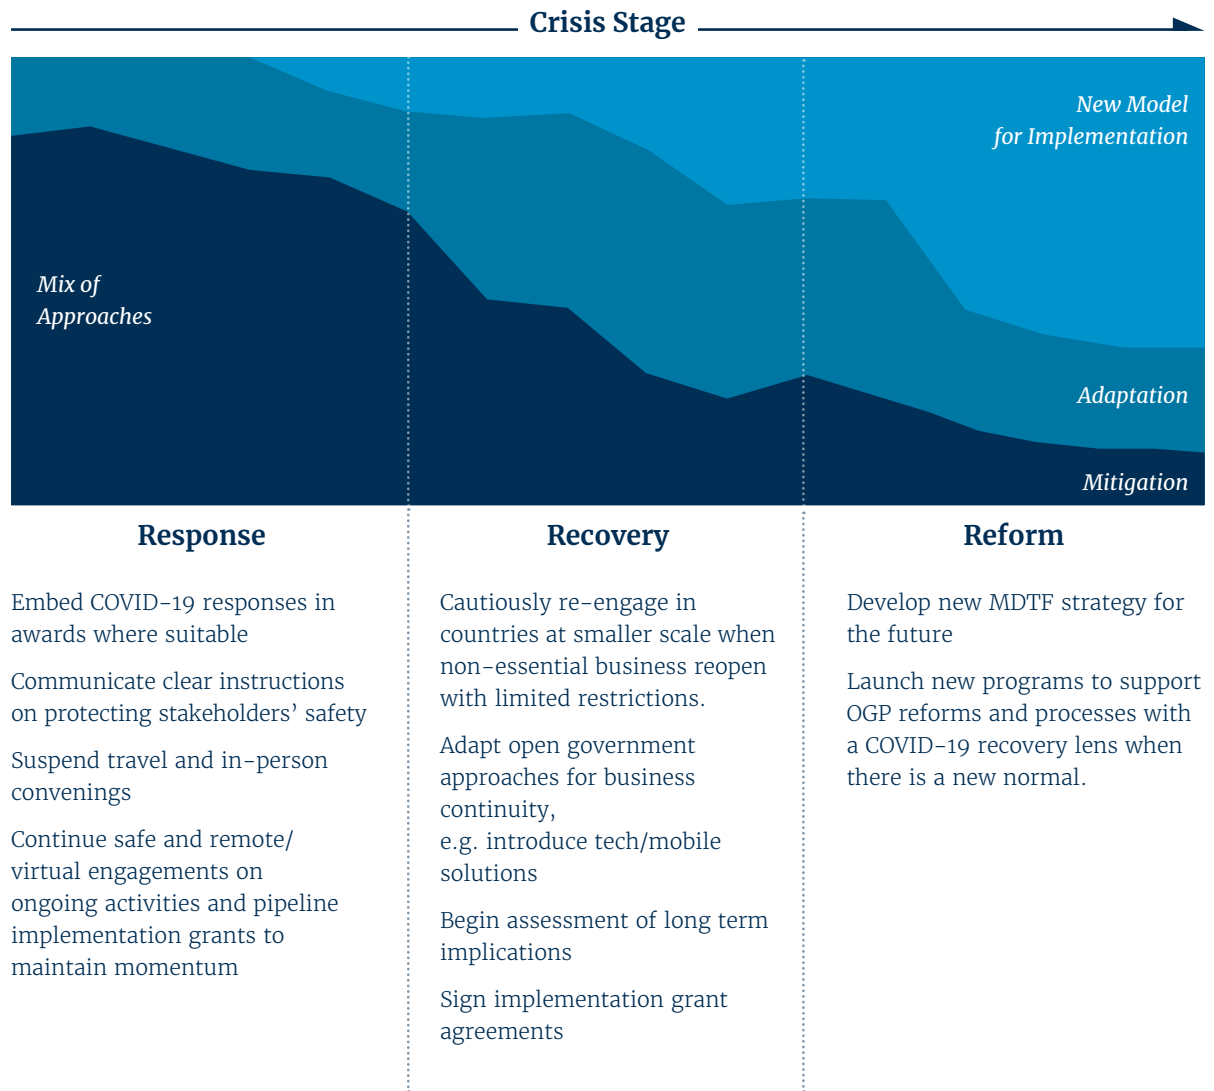 Crisis Stage
New Model
for Implementation
Mix of
Approaches
Adaptation
Mitigation
Response
Embed COVID-19 responses in
awards where suitable
Communicate clear instructions
on protecting stakeholders’ safety
Suspend travel and in-person
convenings
Continue safe and remote/
virtual engagements on
ongoing activities and pipeline
implementation grants to
maintain momentum
Recovery
Cautiously re-engage in
countries at smaller scale when
non-essential business reopen
with limited restrictions.
Adapt open government
approaches for business
continuity,
e.g. introduce tech/mobile
solutions
Begin assessment of long term
implications
Sign implementation grant
agreements
Reform
Develop new MDTF strategy for
the future
Launch new programs to support
OGP reforms and processes with
a COVID-19 recovery lens when
there is a new normal.